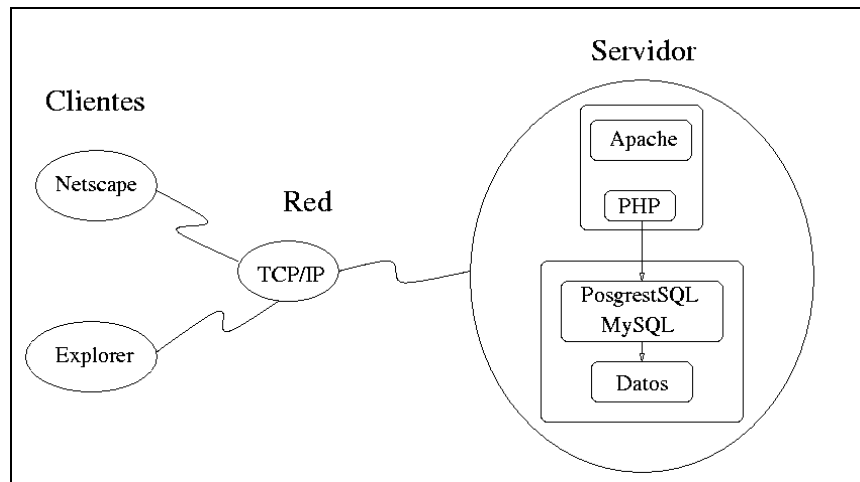 Clientes
Netscape
Explorer
Red
TCP/IP
Servidor
Apache
PHP
PosgrestSQL
MySQL
Datos